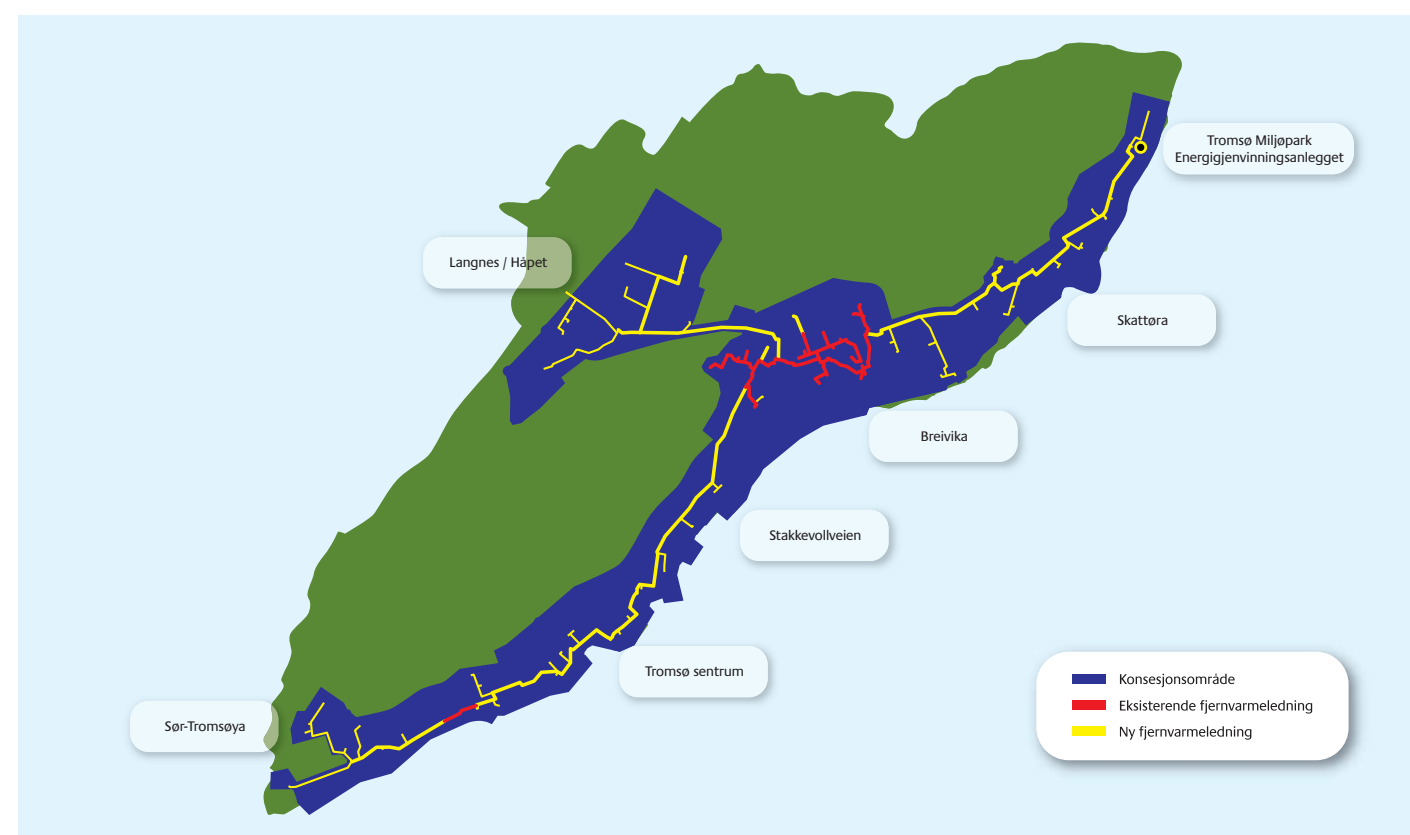 Tromsø Miljøpark
Energigjenvinningsanlegget
Langnes / Håpet
Skattøra
Breivika
Stakkevollveien
Tromsø sentrum
Sør-Tromsøya
Konsesjonsområde
Eksisterende fjernvarmeledning
Ny fjernvarmeledning